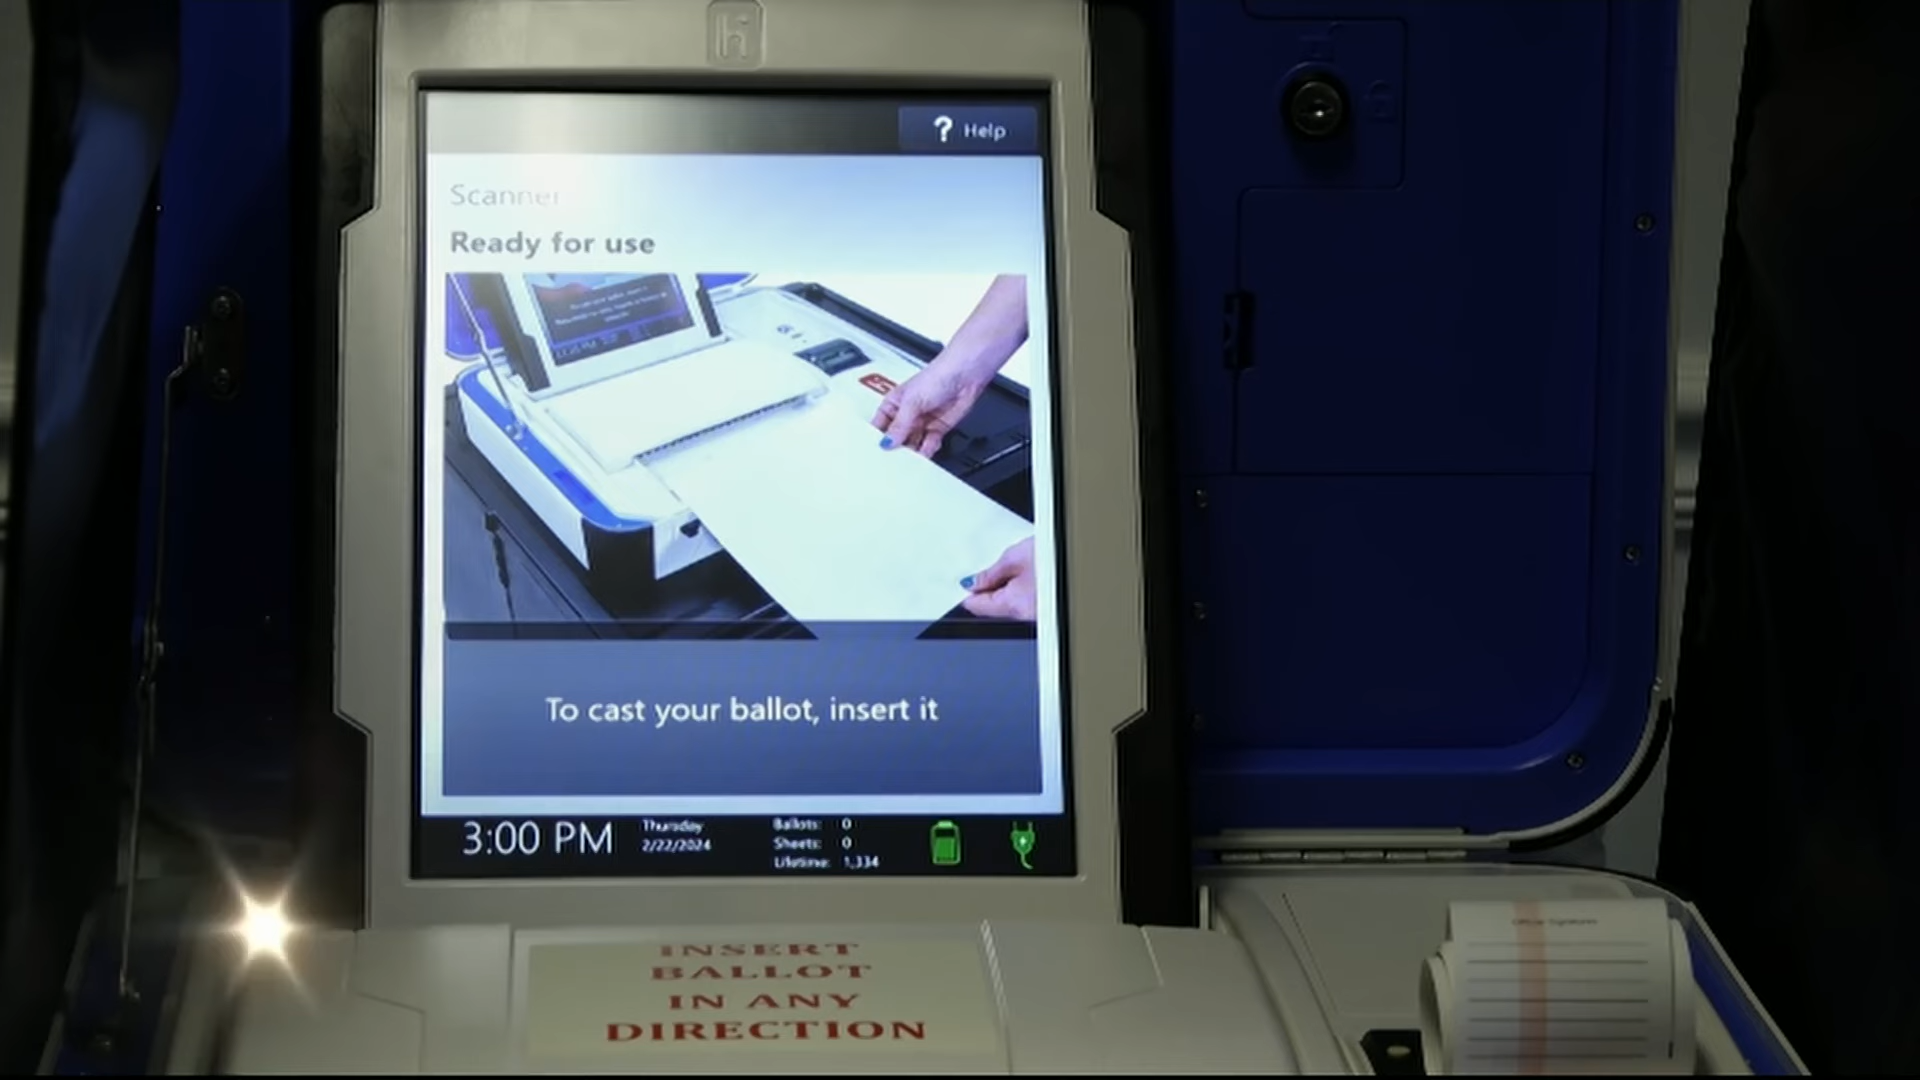 ? Help
Scanner
Ready for use
To cast your ballot, insert it
3:00 PM
Thursday
2/22/2024
Ballots: 0
Sheets: 0
Lifetime: 1,334
INSERT
BALLOT
IN ANY
DIRECTION